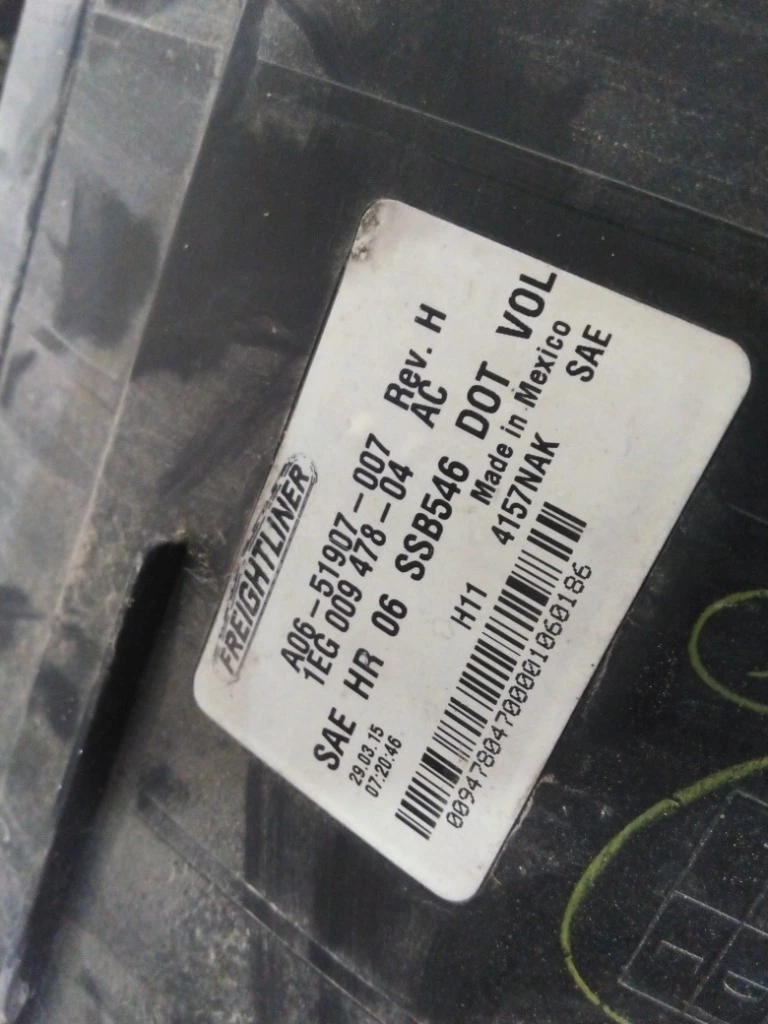 FREIGHTLINER
A06-51907-007 Rev. H
1EG 009 478-04 AC
SAE HR 06 SSB546 DOT VOL
Made in Mexico
29.03.15 H11 4157NAK SAE
07:20:46
00947804700001060186